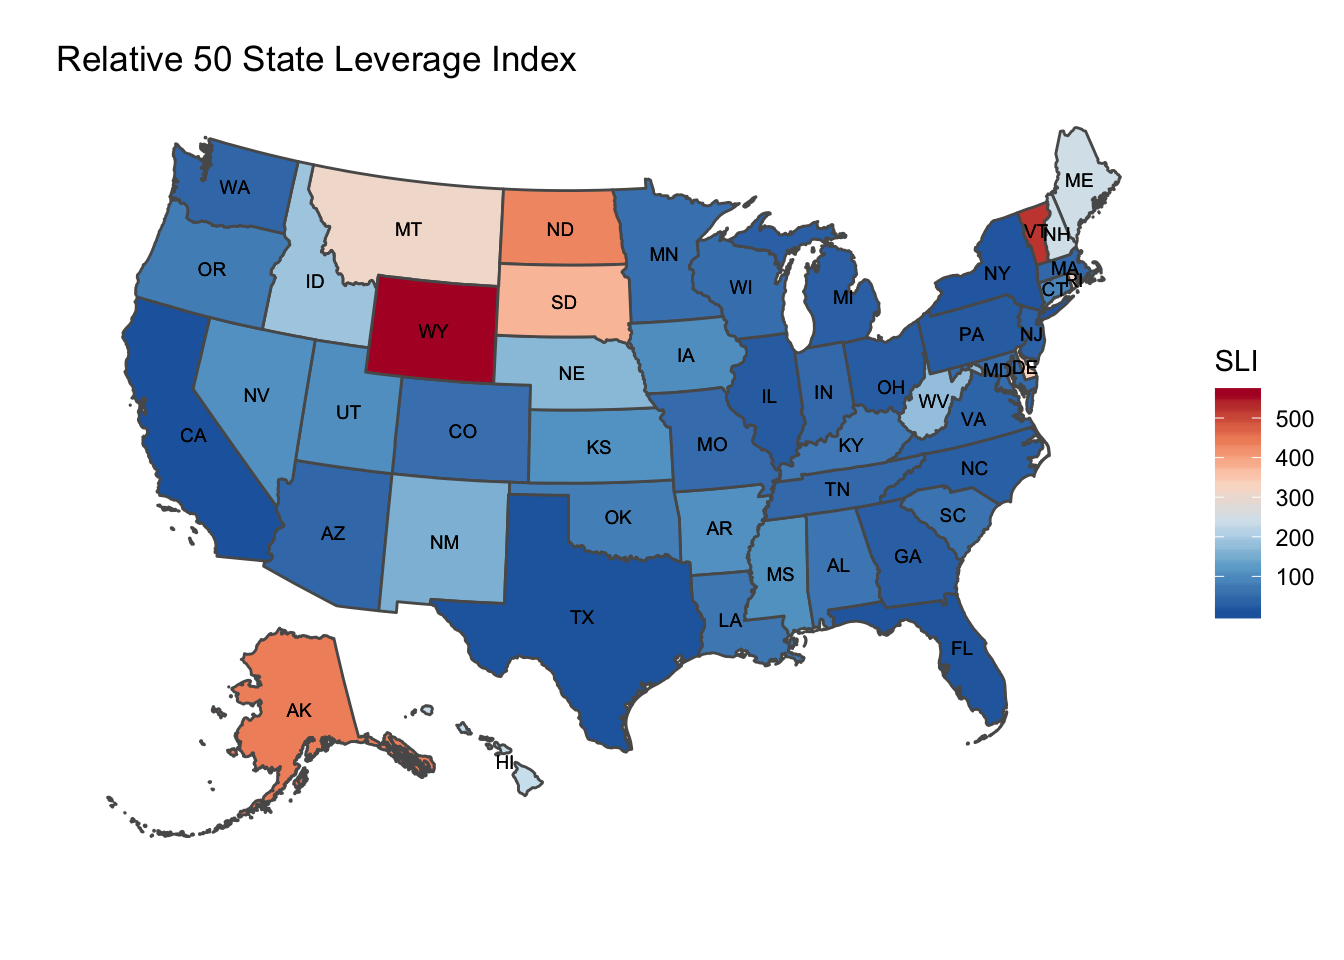 Relative 50 State Leverage Index
WA
MT
ND
MN
ME
VT
NH
OR
ID
SD
WI
MI
NY
MA
RI
CT
WY
IA
PA
NJ
NE
NV
UT
CO
IL
IN
OH
WV
MD
DE
CA
KS
MO
KY
VA
AZ
NM
OK
AR
TN
NC
SC
TX
LA
MS
AL
GA
FL
AK
HI
SLI
500
400
300
200
100